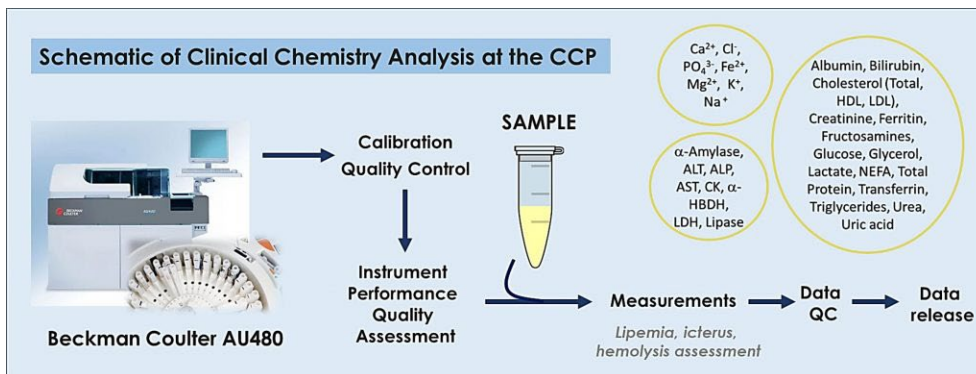 Schematic of Clinical Chemistry Analysis at the CCP
Beckman Coulter AU480
Calibration
Quality Control
Instrument
Performance
Quality
Assessment
SAMPLE
Ca²⁺, Cl⁻,
PO₄³⁻, Fe²⁺,
Mg²⁺, K⁺,
Na⁺
α-Amylase,
ALT, ALP,
AST, CK, α-
HBDH,
LDH, Lipase
Albumin, Bilirubin,
Cholesterol (Total,
HDL, LDL),
Creatinine, Ferritin,
Fructosamines,
Glucose, Glycerol,
Lactate, NEFA, Total
Protein, Transferrin,
Triglycerides, Urea,
Uric acid
Measurements
Lipemia, icterus,
hemolysis assessment
Data
QC
Data
release